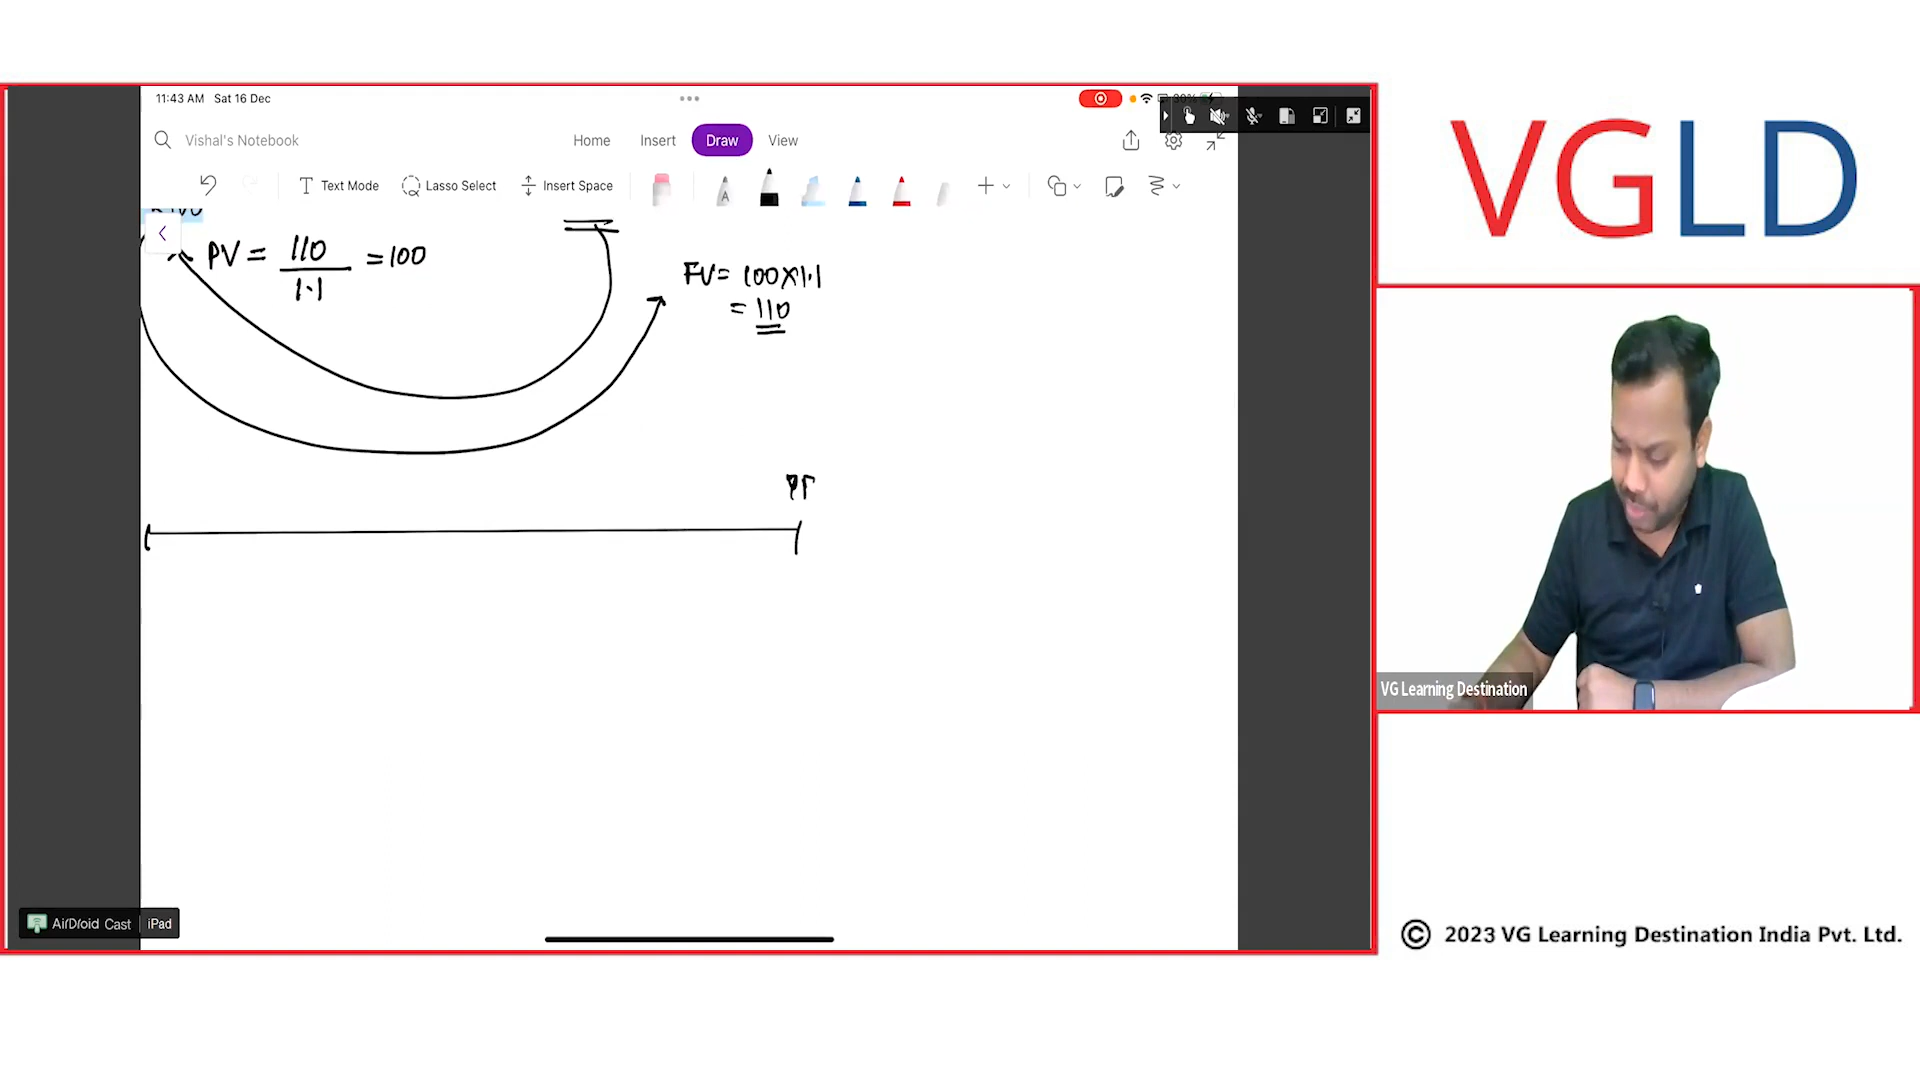 11:43 AM Sat 16 Dec
30%
Vishal's Notebook
Home Insert Draw View
Text Mode Lasso Select Insert Space
PV = 110 / 1.1 = 100
FV = 100 X 1.1
= 110
VGLD
VG Learning Destination
AirDroid Cast iPad
© 2023 VG Learning Destination India Pvt. Ltd.